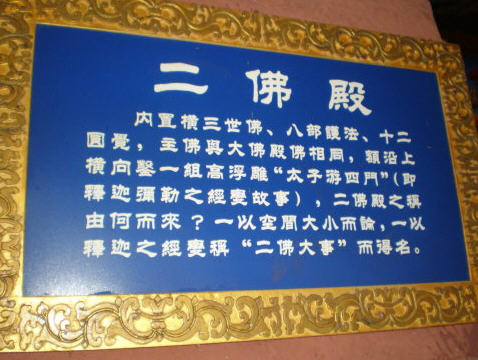 二佛殿
內置橫三世佛、八部護法、十二
圓覺，主佛與大佛殿佛相同，額沿上
橫向鑿一組高浮雕“太子游四門”(即
釋迦彌勒之經變故事)，二佛殿之稱
由何而來？一以空間大小而論，一以
釋迦之經變稱“二佛大事”而得名。